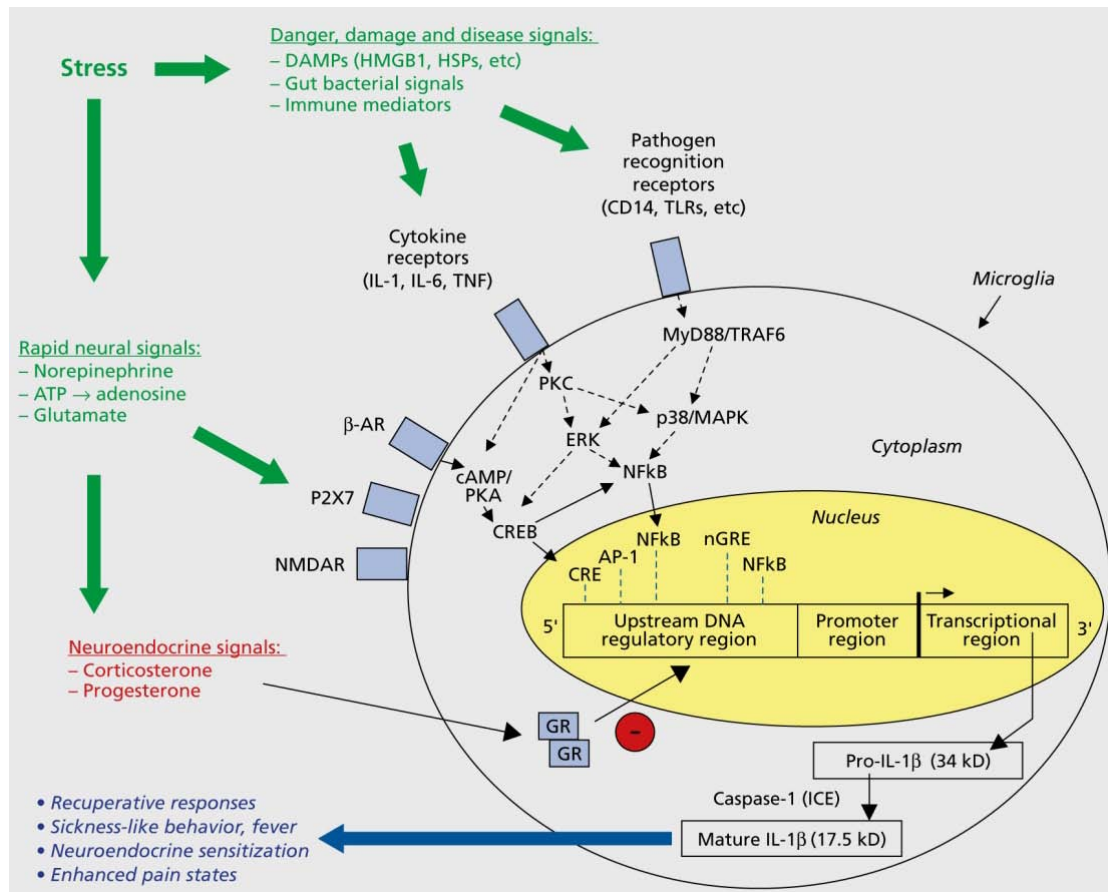 Stress
Danger, damage and disease signals:
– DAMPs (HMGB1, HSPs, etc)
– Gut bacterial signals
– Immune mediators
Pathogen
recognition
receptors
(CD14, TLRs, etc)
Cytokine
receptors
(IL-1, IL-6, TNF)
Microglia
Rapid neural signals:
– Norepinephrine
– ATP → adenosine
– Glutamate
MyD88/TRAF6
PKC
p38/MAPK
β-AR
ERK
Cytoplasm
cAMP/
PKA
NFkB
P2X7
CREB
Nucleus
NMDAR
NFkB
nGRE
AP-1
CRE
NFkB
5'
Upstream DNA
regulatory region
Promoter
region
Transcriptional
region
3'
Neuroendocrine signals:
– Corticosterone
– Progesterone
GR
GR
–
Pro-IL-1β (34 kD)
Caspase-1 (ICE)
Mature IL-1β (17.5 kD)
• Recuperative responses
• Sickness-like behavior, fever
• Neuroendocrine sensitization
• Enhanced pain states